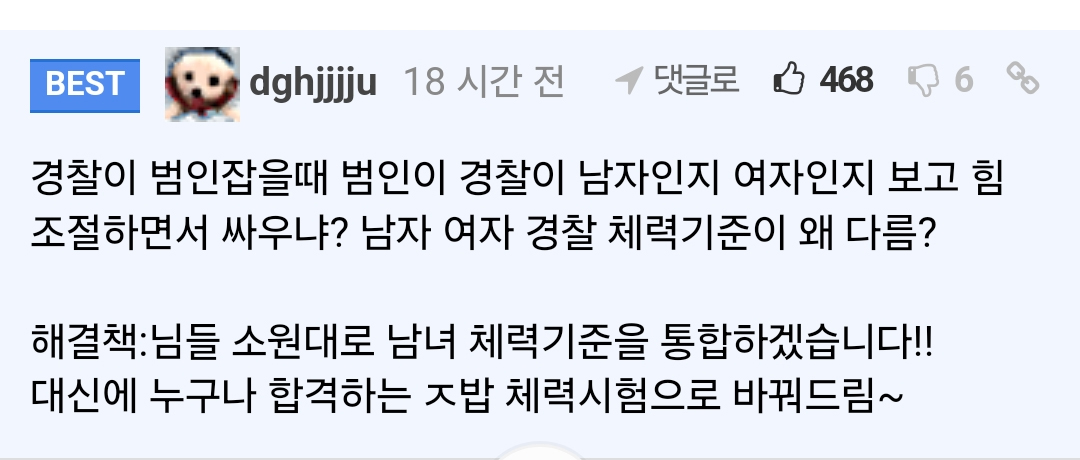 BEST dghjjjju 18 시간 전 댓글로 468 6
경찰이 범인잡을때 범인이 경찰이 남자인지 여자인지 보고 힘
조절하면서 싸우냐? 남자 여자 경찰 체력기준이 왜 다름?
해결책:님들 소원대로 남녀 체력기준을 통합하겠습니다!!
대신에 누구나 합격하는 ㅈ밥 체력시험으로 바꿔드림~